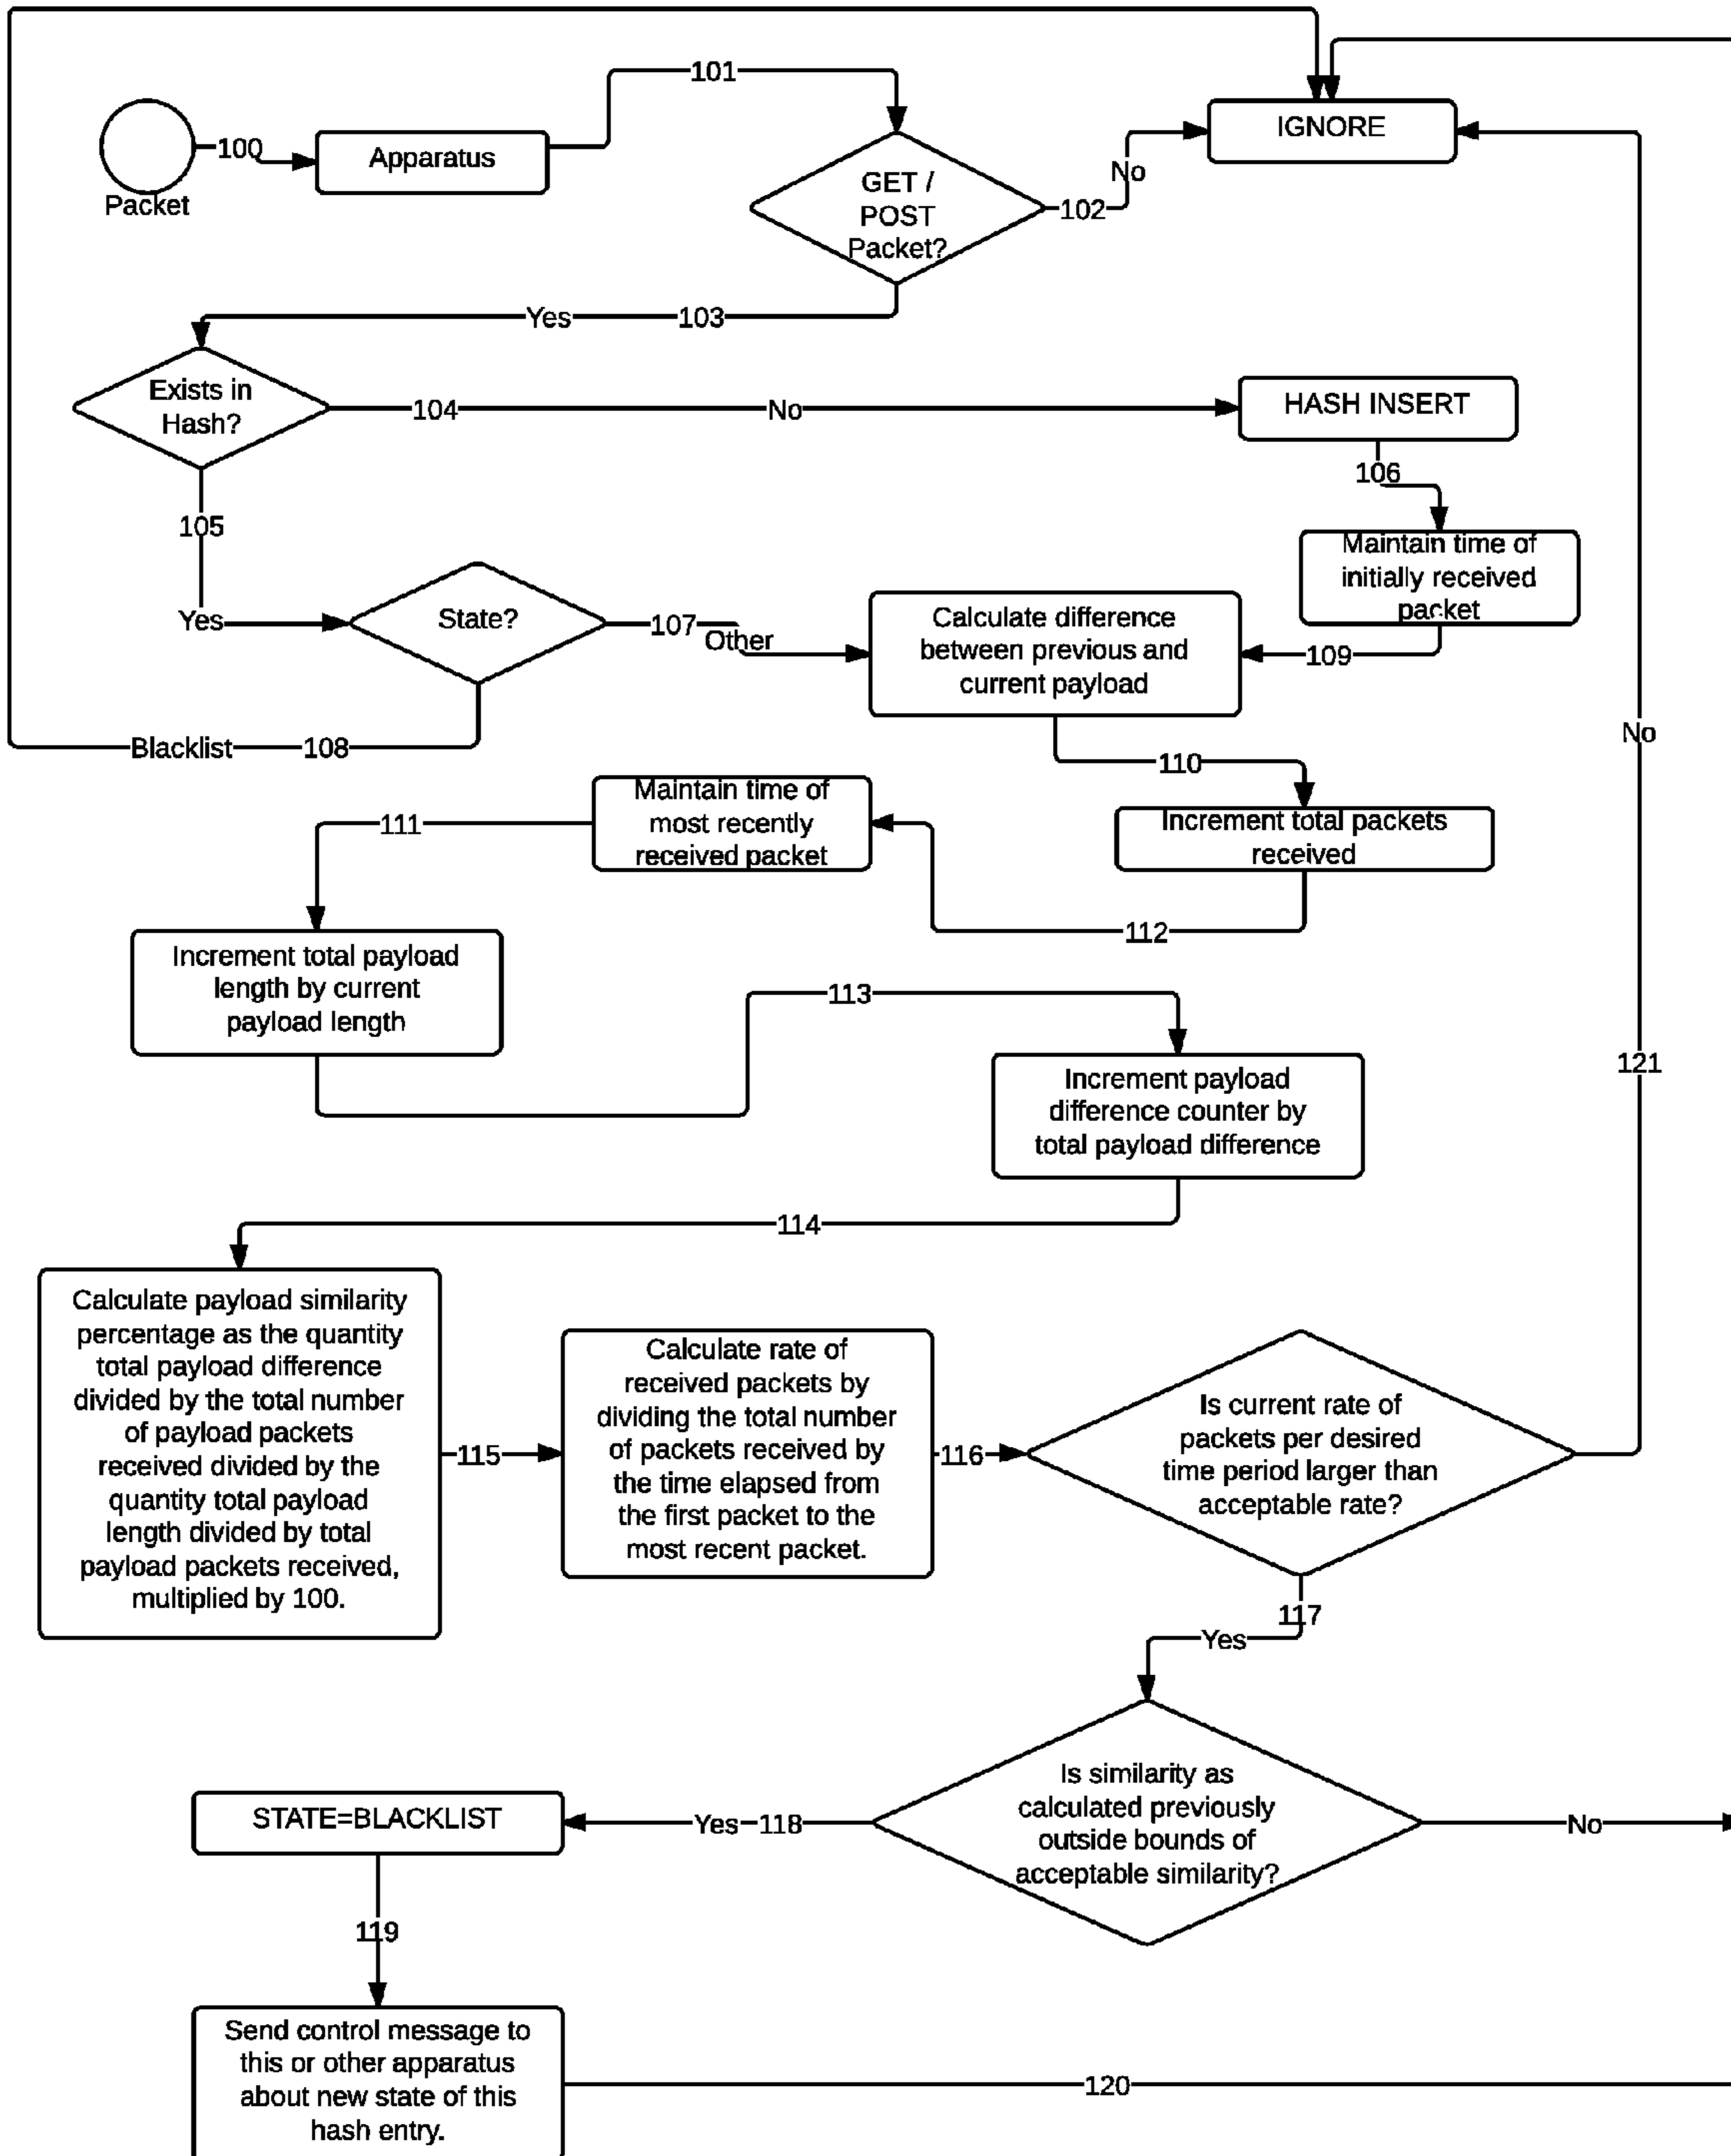 101
100
Apparatus
IGNORE
Packet
GET /
POST
Packet?
102
No
Yes
103
Exists in
Hash?
104
No
HASH INSERT
106
105
Maintain time of
initially received
packet
Yes
State?
107
Other
Calculate difference
between previous and
current payload
109
Blacklist
108
No
110
Maintain time of
most recently
received packet
111
Increment total packets
received
112
Increment total payload
length by current
payload length
113
121
Increment payload
difference counter by
total payload difference
114
Calculate payload similarity
percentage as the quantity
total payload difference
divided by the total number
of payload packets
received divided by the
quantity total payload
length divided by total
payload packets received,
multiplied by 100.
115
Calculate rate of
received packets by
dividing the total number
of packets received by
the time elapsed from
the first packet to the
most recent packet.
116
Is current rate of
packets per desired
time period larger than
acceptable rate?
117
Yes
Is similarity as
calculated previously
outside bounds of
acceptable similarity?
STATE=BLACKLIST
Yes
118
No
119
Send control message to
this or other apparatus
about new state of this
hash entry.
120